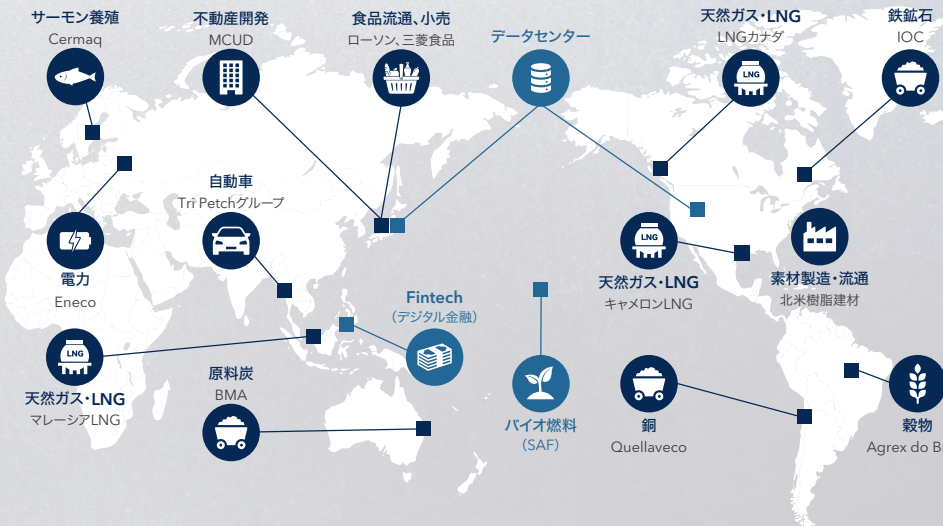 サーモン養殖
Cermaq
不動産開発
MCUD
食品流通、小売
ローソン、三菱食品
データセンター
天然ガス・LNG
LNGカナダ
LNG
鉄鉱石
IOC
自動車
Tri Petchグループ
電力
Eneco
LNG
天然ガス・LNG
キャメロンLNG
素材製造・流通
北米樹脂建材
Fintech
（デジタル金融）
LNG
天然ガス・LNG
マレーシアLNG
原料炭
BMA
バイオ燃料
（SAF）
銅
Quellaveco
穀物
Agrex do B